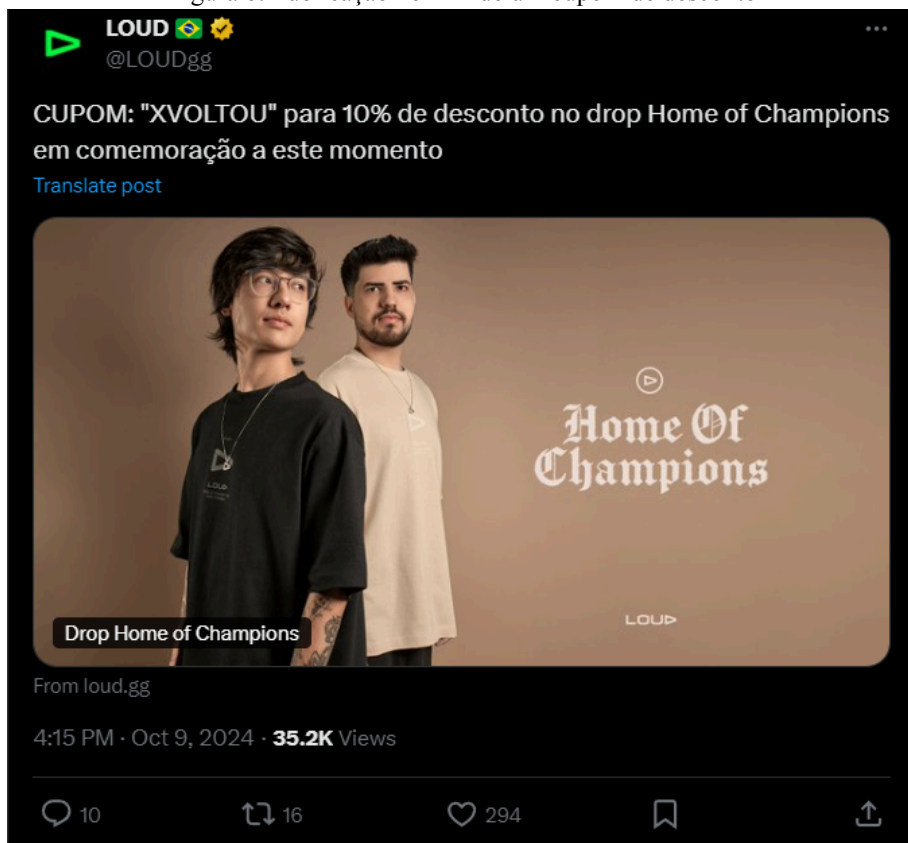 LOUD
@LOUDgg
CUPOM: "XVOLTOU" para 10% de desconto no drop Home of Champions
em comemoração a este momento
Translate post
Home Of
Champions
LOUD
LOUD
Drop Home of Champions
From loud.gg
4:15 PM · Oct 9, 2024 · 35.2K Views
10
16
294